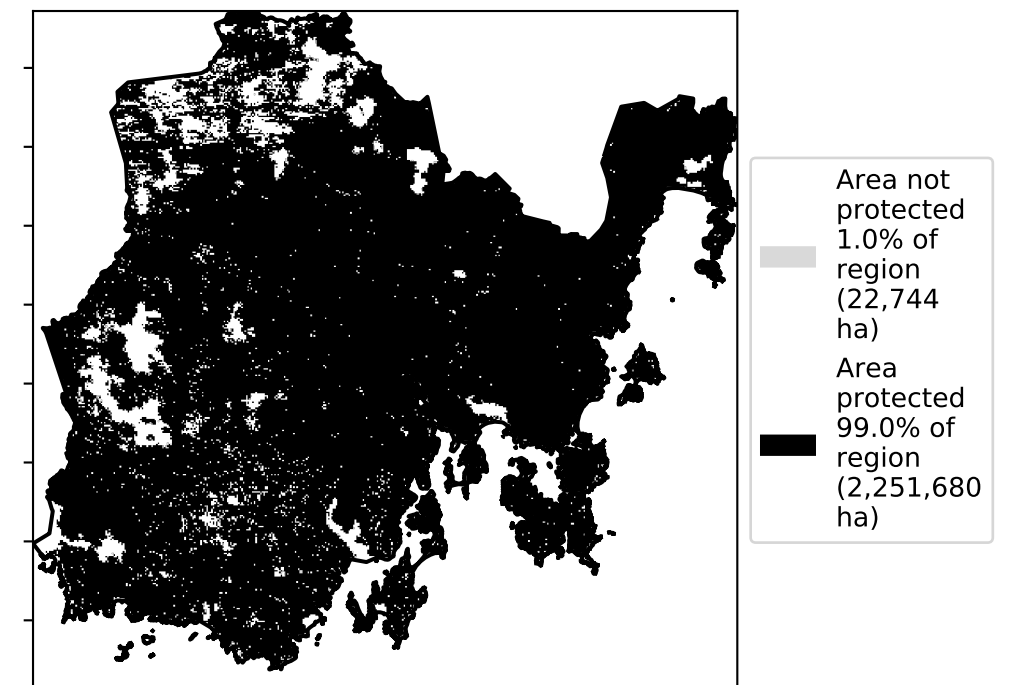 Area not
protected
1.0% of
region
(22,744
ha)
Area
protected
99.0% of
region
(2,251,680
ha)